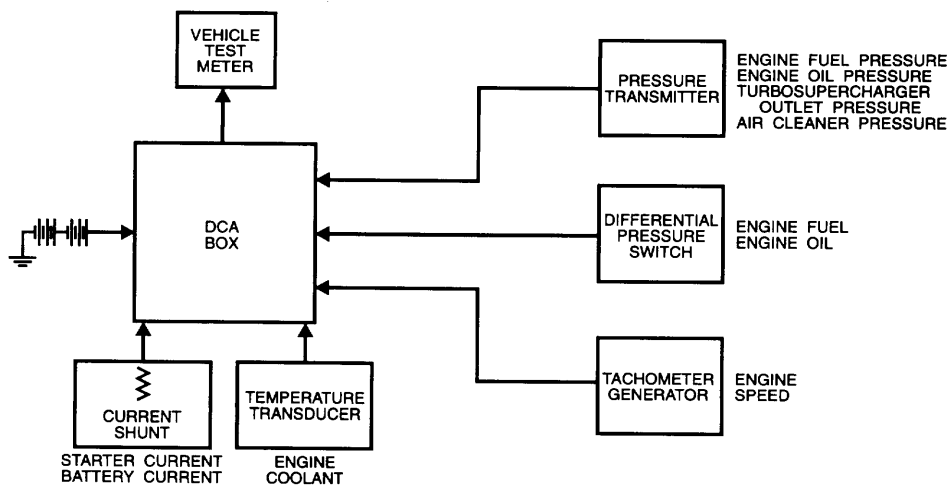 VEHICLE
TEST
METER
PRESSURE
TRANSMITTER
ENGINE FUEL PRESSURE
ENGINE OIL PRESSURE
TURBOSUPERCHARGER
OUTLET PRESSURE
AIR CLEANER PRESSURE
DCA
BOX
DIFFERENTIAL
PRESSURE
SWITCH
ENGINE FUEL
ENGINE OIL
CURRENT
SHUNT
STARTER CURRENT
BATTERY CURRENT
TEMPERATURE
TRANSDUCER
ENGINE
COOLANT
TACHOMETER
GENERATOR
ENGINE
SPEED